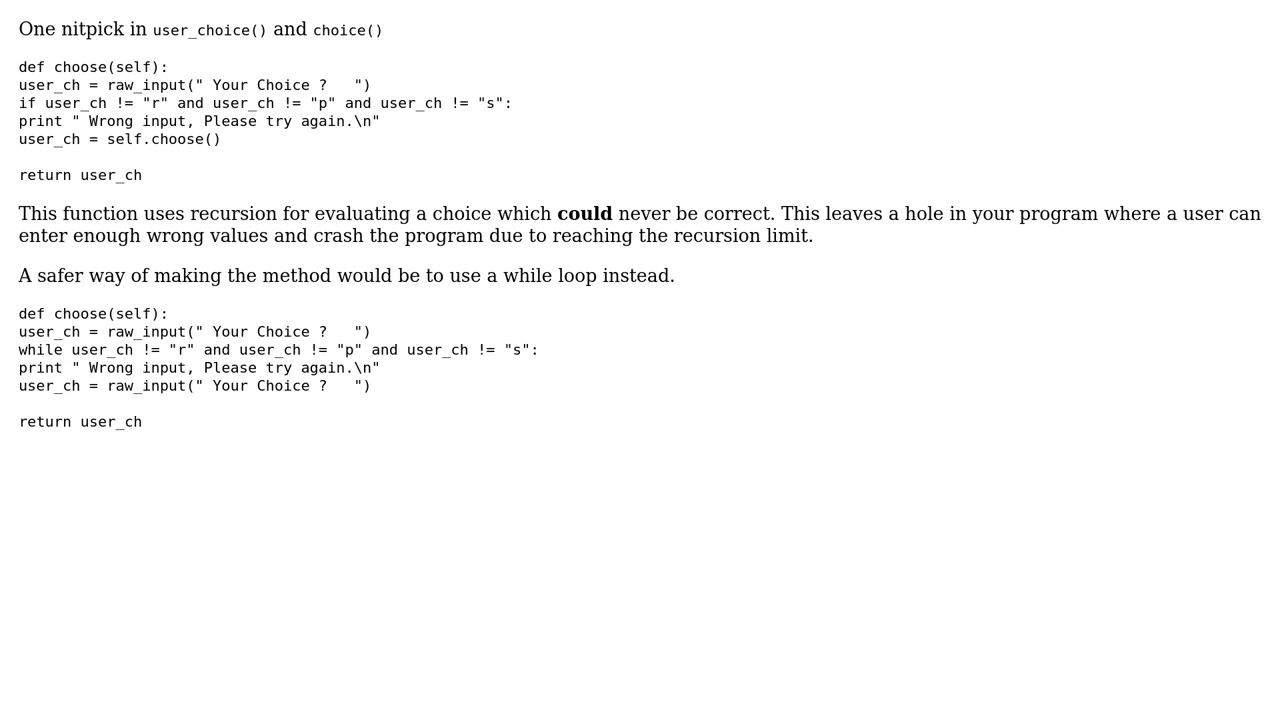 One nitpick in user_choice() and choice()
def choose(self):
user_ch = raw_input(" Your Choice ?   ")
if user_ch != "r" and user_ch != "p" and user_ch != "s":
print " Wrong input, Please try again.\n"
user_ch = self.choose()
return user_ch
This function uses recursion for evaluating a choice which could never be correct. This leaves a hole in your program where a user can
enter enough wrong values and crash the program due to reaching the recursion limit.
A safer way of making the method would be to use a while loop instead.
def choose(self):
user_ch = raw_input(" Your Choice ?   ")
while user_ch != "r" and user_ch != "p" and user_ch != "s":
print " Wrong input, Please try again.\n"
user_ch = raw_input(" Your Choice ?   ")
return user_ch